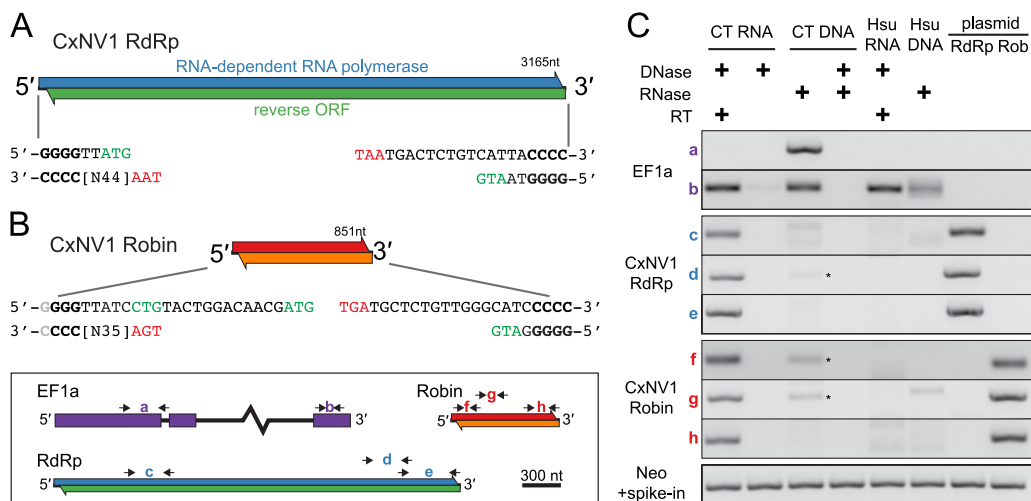 A
CxNV1 RdRp
3165nt
RNA-dependent RNA polymerase
5′ 3′
reverse ORF
5′-GGGGTTATG TAATGACTCTGTCATTACCCC-3′
3′-CCCC[N44]AAT GTAATGGGG-5′
B
CxNV1 Robin
851nt
5′ 3′
5′-GGGGTTATCCTGTACTGGACAACGATG TGATGCTCTGTTGGGCATCCCCC-3′
3′-CCCC[N35]AGT GTAGGGGG-5′
EF1a
5′ a b 3′
Robin
g
f h
5′ 3′
RdRp
d
5′ c e 3′
300 nt
C
CT RNA CT DNA Hsu RNA Hsu DNA plasmid
RdRp Rob
DNase + + + +
RNase + + +
RT + +
EF1a
a
b
CxNV1
RdRp
c
d *
e
CxNV1
Robin
f *
g *
h
Neo
+spike-in